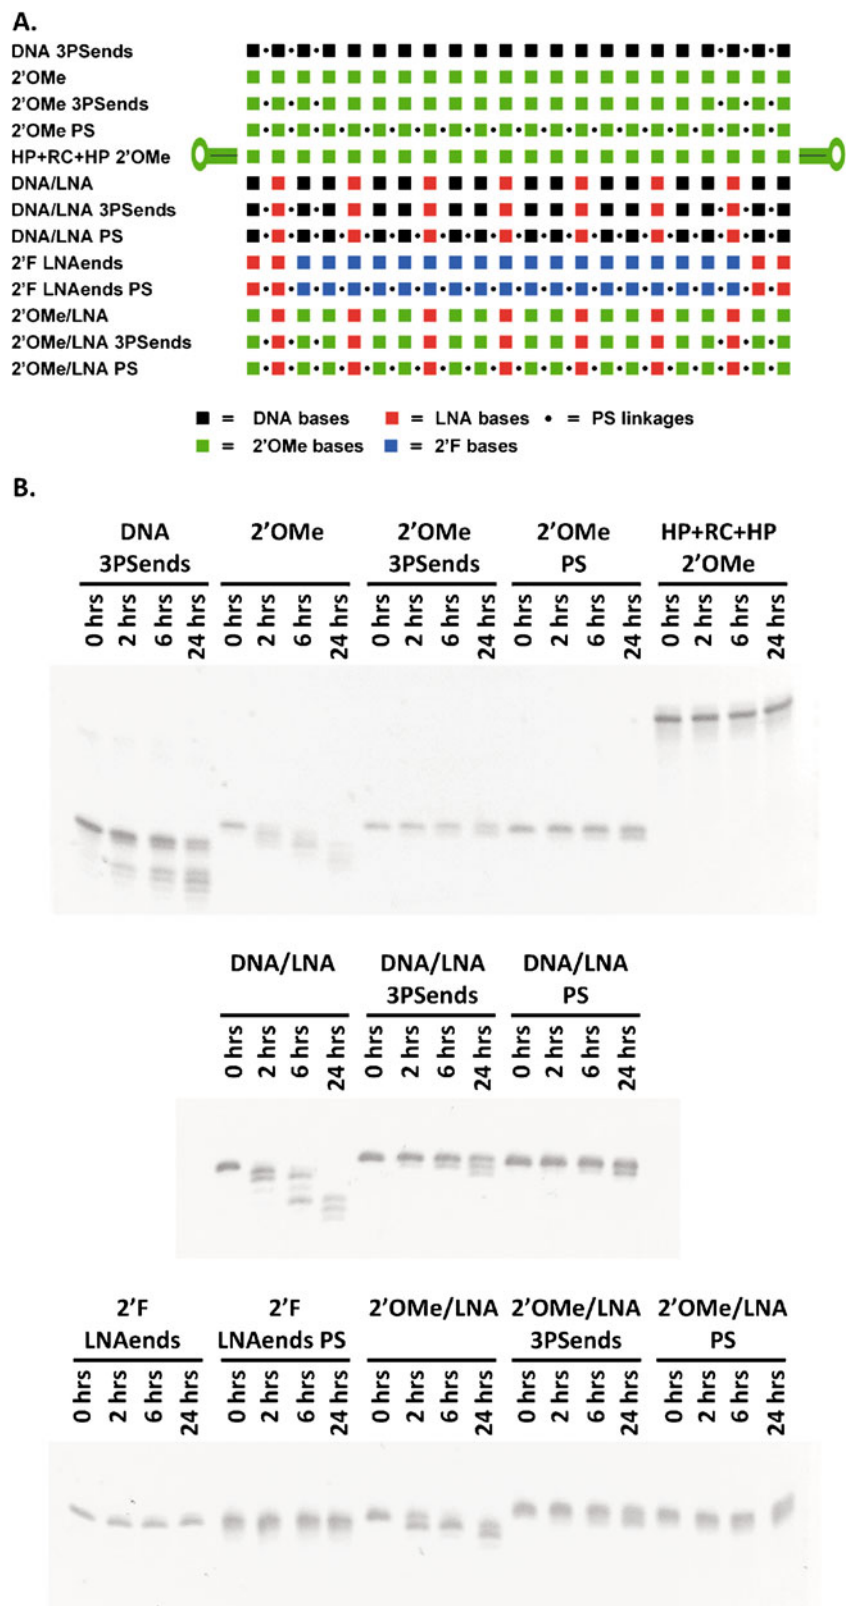 A.
DNA 3PSends
2'OMe
2'OMe 3PSends
2'OMe PS
HP+RC+HP 2'OMe
DNA/LNA
DNA/LNA 3PSends
DNA/LNA PS
2'F LNAends
2'F LNAends PS
2'OMe/LNA
2'OMe/LNA 3PSends
2'OMe/LNA PS
= DNA bases = LNA bases • = PS linkages
= 2'OMe bases = 2'F bases
B.
DNA 2'OMe 2'OMe 2'OMe HP+RC+HP
3PSends 3PSends PS 2'OMe
0 hrs 2 hrs 6 hrs 24 hrs 0 hrs 2 hrs 6 hrs 24 hrs 0 hrs 2 hrs 6 hrs 24 hrs 0 hrs 2 hrs 6 hrs 24 hrs 0 hrs 2 hrs 6 hrs 24 hrs
DNA/LNA DNA/LNA DNA/LNA
3PSends PS
0 hrs 2 hrs 6 hrs 24 hrs 0 hrs 2 hrs 6 hrs 24 hrs 0 hrs 2 hrs 6 hrs 24 hrs
2'F 2'F 2'OMe/LNA 2'OMe/LNA 2'OMe/LNA
LNAends LNAends PS 3PSends PS
0 hrs 2 hrs 6 hrs 24 hrs 0 hrs 2 hrs 6 hrs 24 hrs 0 hrs 2 hrs 6 hrs 24 hrs 0 hrs 2 hrs 6 hrs 24 hrs 0 hrs 2 hrs 6 hrs 24 hrs